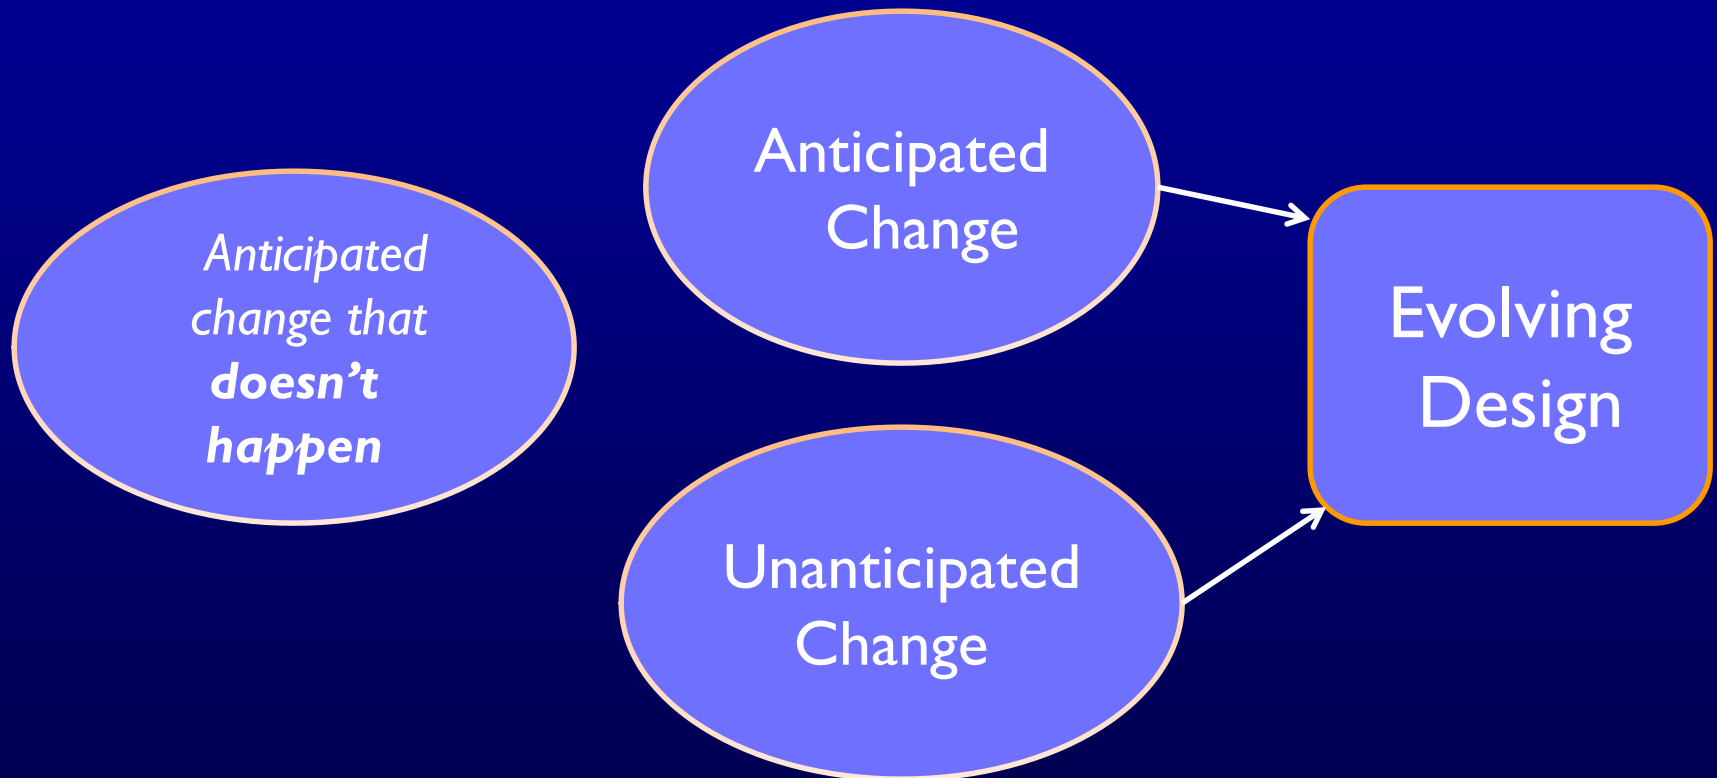 Anticipated
change that
doesn’t
happen
Anticipated
Change
Unanticipated
Change
Evolving
Design